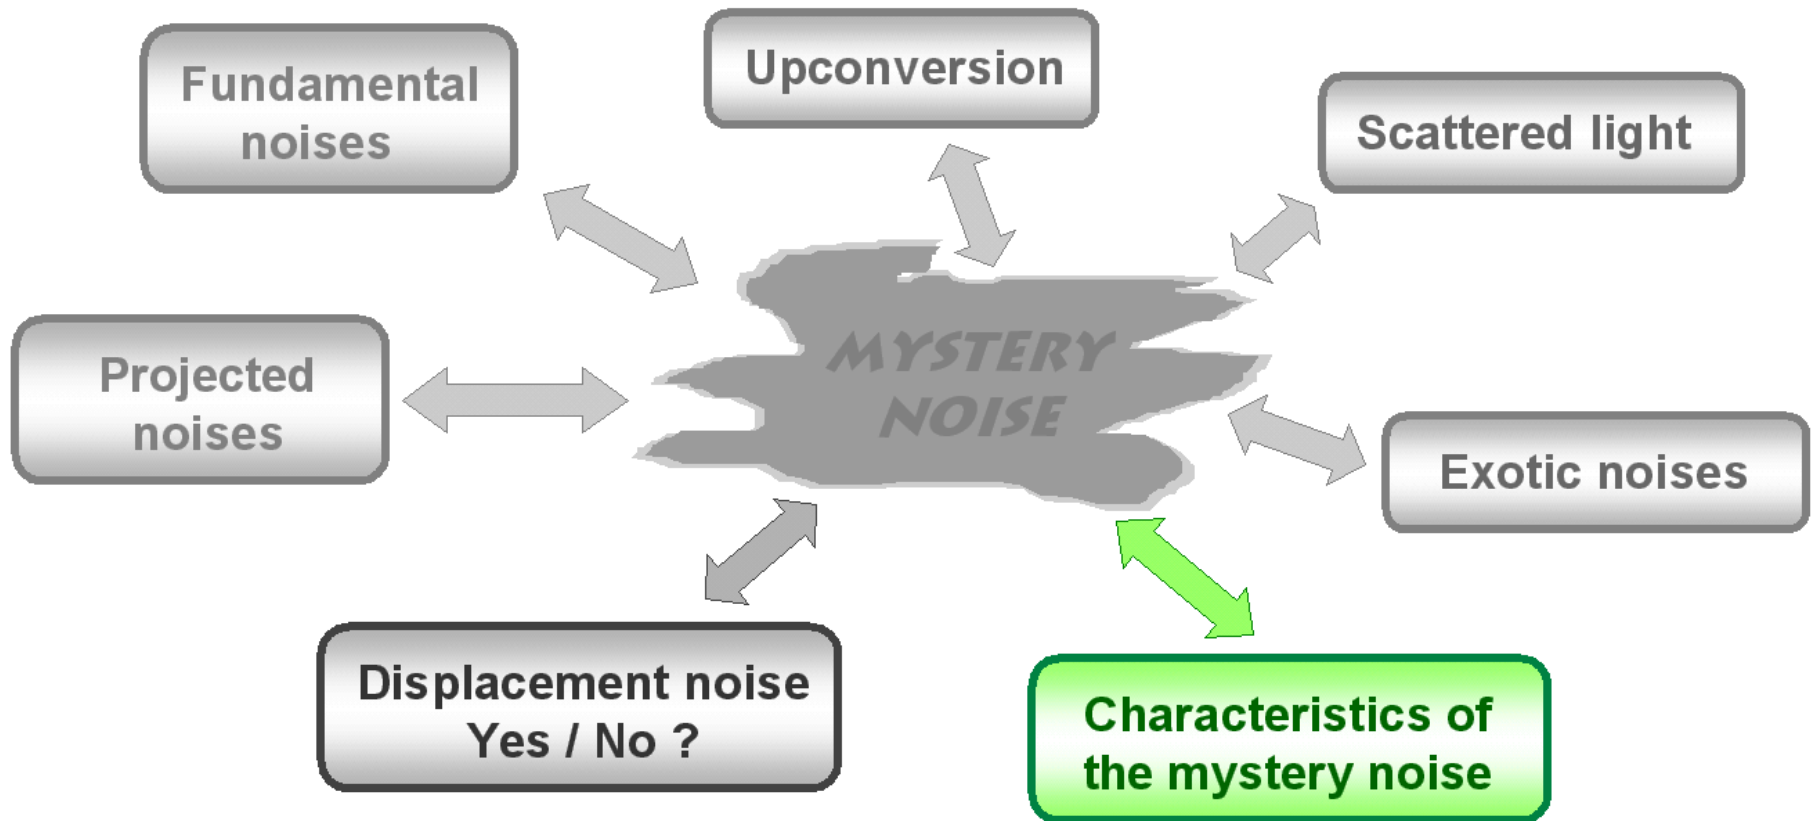 Fundamental
noises
Upconversion
Scattered light
Projected
noises
MYSTERY
NOISE
Exotic noises
Displacement noise
Yes / No ?
Characteristics of
the mystery noise